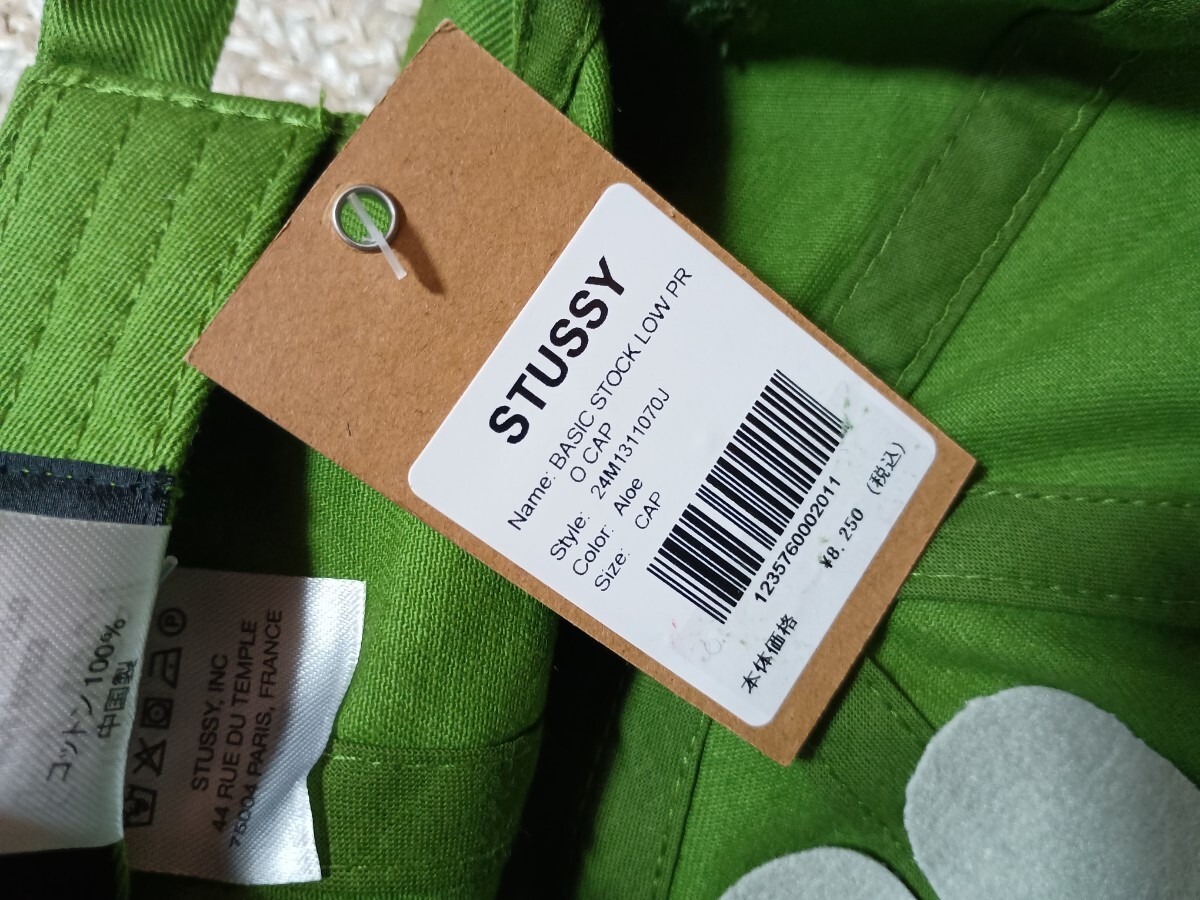 STUSSY
Name: BASIC STOCK LOW PR
O CAP
Style: 24M1311070J
Color: Aloe
Size: CAP
1235760002011
本体価格 ¥8.250 (税込)
コットン100%
中国製
STUSSY, INC
44 RUE DU TEMPLE
75004 PARIS, FRANCE